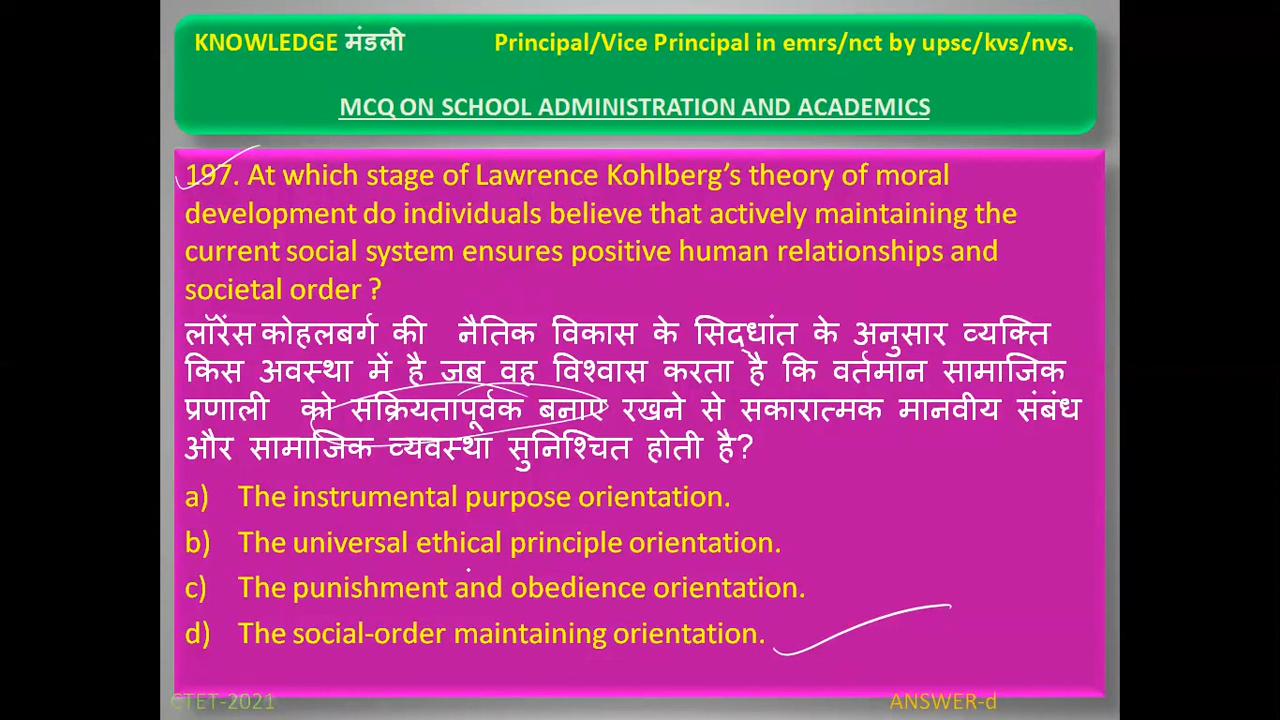 KNOWLEDGE मंडली Principal/Vice Principal in emrs/nct by upsc/kvs/nvs.
MCQ ON SCHOOL ADMINISTRATION AND ACADEMICS
197. At which stage of Lawrence Kohlberg’s theory of moral
development do individuals believe that actively maintaining the
current social system ensures positive human relationships and
societal order ?
लॉरेंस कोहलबर्ग की नैतिक विकास के सिद्धांत के अनुसार व्यक्ति
किस अवस्था में है जब वह विश्वास करता है कि वर्तमान सामाजिक
प्रणाली को सक्रियतापूर्वक बनाए रखने से सकारात्मक मानवीय संबंध
और सामाजिक व्यवस्था सुनिश्चित होती है?
a) The instrumental purpose orientation.
b) The universal ethical principle orientation.
c) The punishment and obedience orientation.
d) The social-order maintaining orientation.
CTET-2021 ANSWER-d